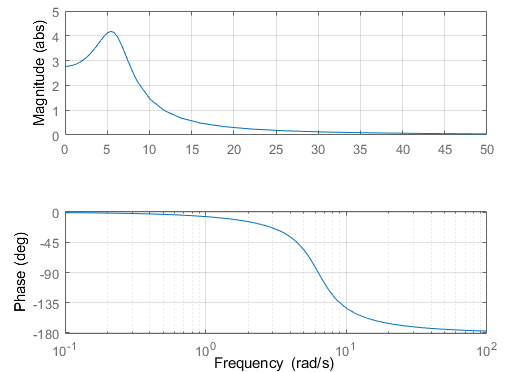 Magnitude (abs)
5
4
3
2
1
0
0 5 10 15 20 25 30 35 40 45 50
Phase (deg)
0
-45
-90
-135
-180
10^-1 10^0 10^1 10^2
Frequency (rad/s)